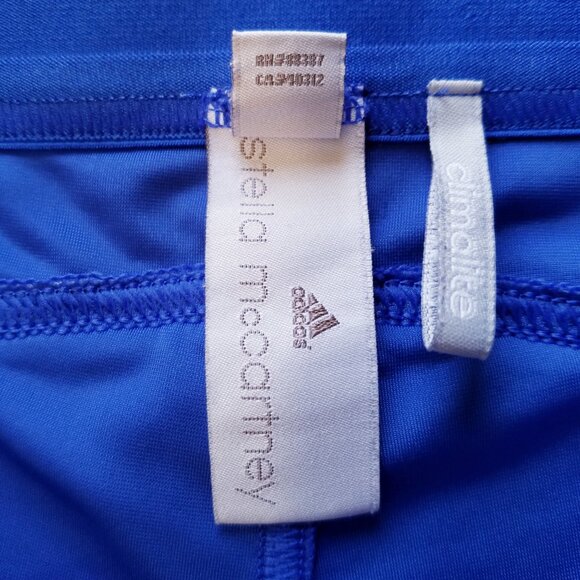 RN#88387
CA#40312
stella mccartney
adidas
climalite